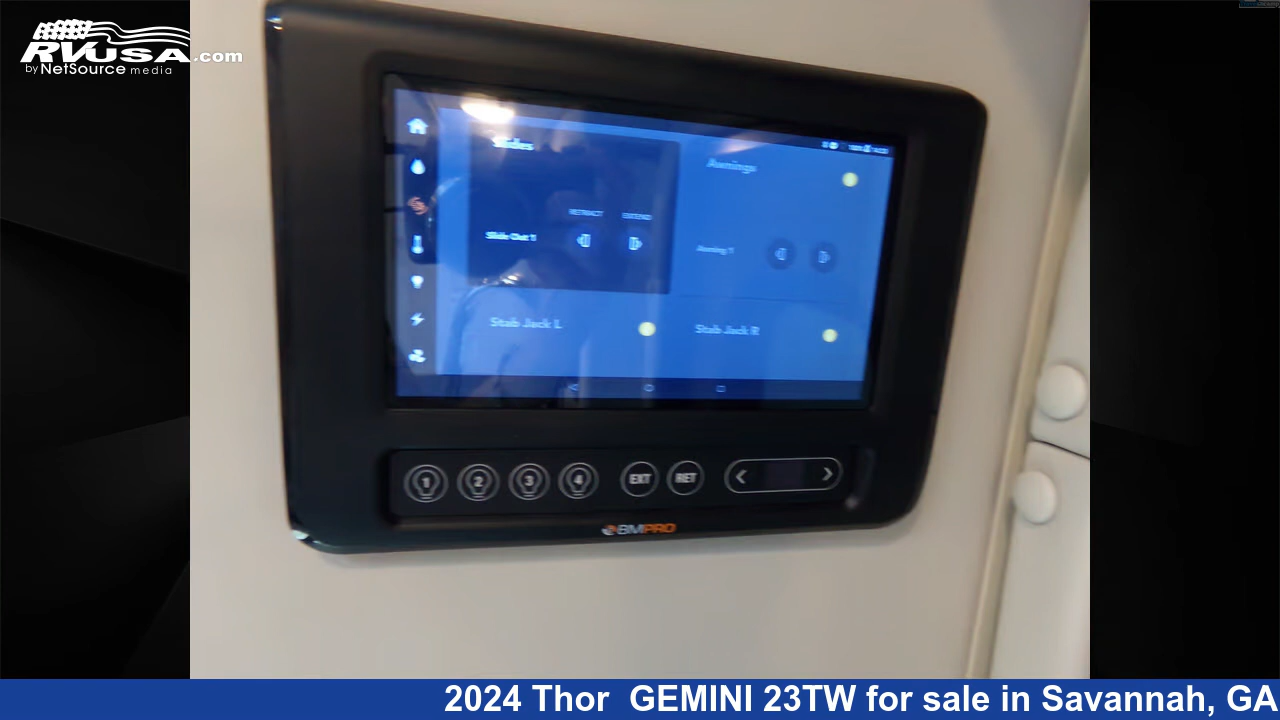 RVUSA.com
by NetSource media
Slides
Awnings
RETRACT EXTEND
Slide Out 1
Awning 1
Stab Jack L
Stab Jack R
1 2 3 4 EXT RET < >
BMPRO
2024 Thor GEMINI 23TW for sale in Savannah, GA